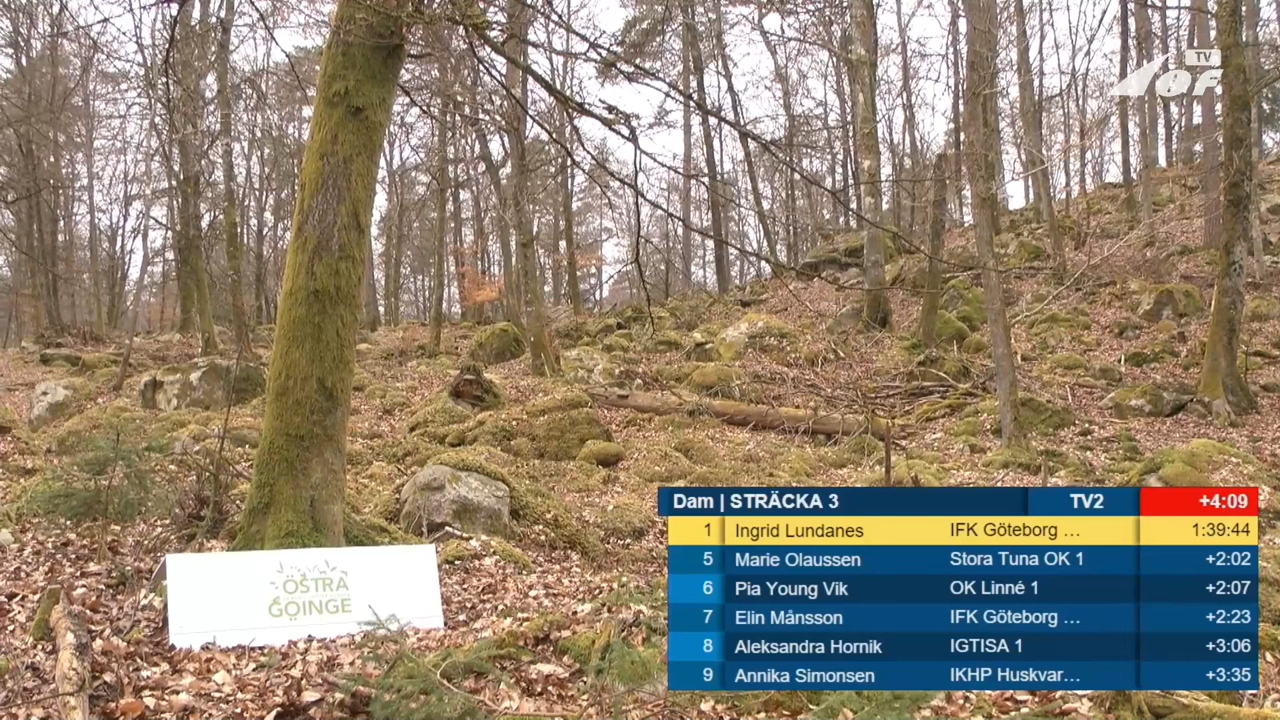 TV
OF
ÖSTRA
GÖINGE
Dam | STRÄCKA 3 TV2 +4:09
1 Ingrid Lundanes IFK Göteborg ... 1:39:44
5 Marie Olaussen Stora Tuna OK 1 +2:02
6 Pia Young Vik OK Linné 1 +2:07
7 Elin Månsson IFK Göteborg ... +2:23
8 Aleksandra Hornik IGTISA 1 +3:06
9 Annika Simonsen IKHP Huskvar... +3:35